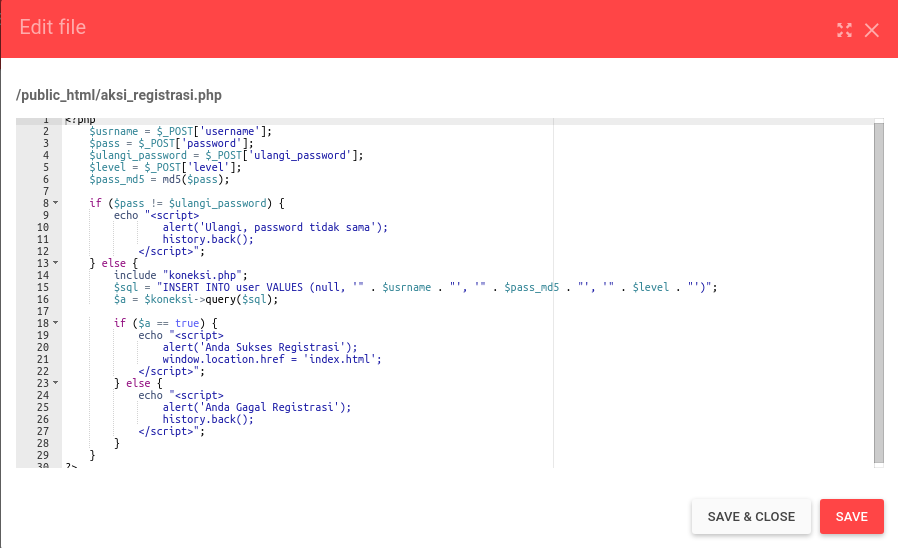 Edit file
/public_html/aksi_registrasi.php
1 <?php
2 $usrname = $_POST['username'];
3 $pass = $_POST['password'];
4 $ulangi_password = $_POST['ulangi_password'];
5 $level = $_POST['level'];
6 $pass_md5 = md5($pass);
7
8 if ($pass != $ulangi_password) {
9 echo "<script>
10 alert('Ulangi, password tidak sama');
11 history.back();
12 </script>";
13 } else {
14 include "koneksi.php";
15 $sql = "INSERT INTO user VALUES (null, '" . $usrname . "', '" . $pass_md5 . "', '" . $level . "')";
16 $a = $koneksi->query($sql);
17
18 if ($a == true) {
19 echo "<script>
20 alert('Anda Sukses Registrasi');
21 window.location.href = 'index.html';
22 </script>";
23 } else {
24 echo "<script>
25 alert('Anda Gagal Registrasi');
26 history.back();
27 </script>";
28 }
29 }
30 ?>
SAVE & CLOSE SAVE